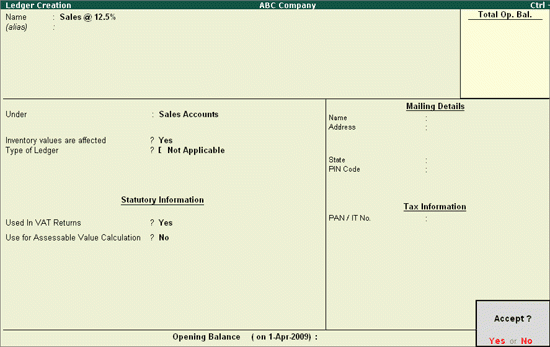 Ledger Creation ABC Company Ctrl
Name : Sales @ 12.5% Total Op. Bal.
(alias) :
Under : Sales Accounts
Inventory values are affected ? Yes
Type of Ledger ? Not Applicable
Statutory Information
Used In VAT Returns ? Yes
Use for Assessable Value Calculation ? No
Mailing Details
Name :
Address :
State :
PIN Code :
Tax Information
PAN / IT No. :
Accept ?
Yes or No
Opening Balance ( on 1-Apr-2009) :